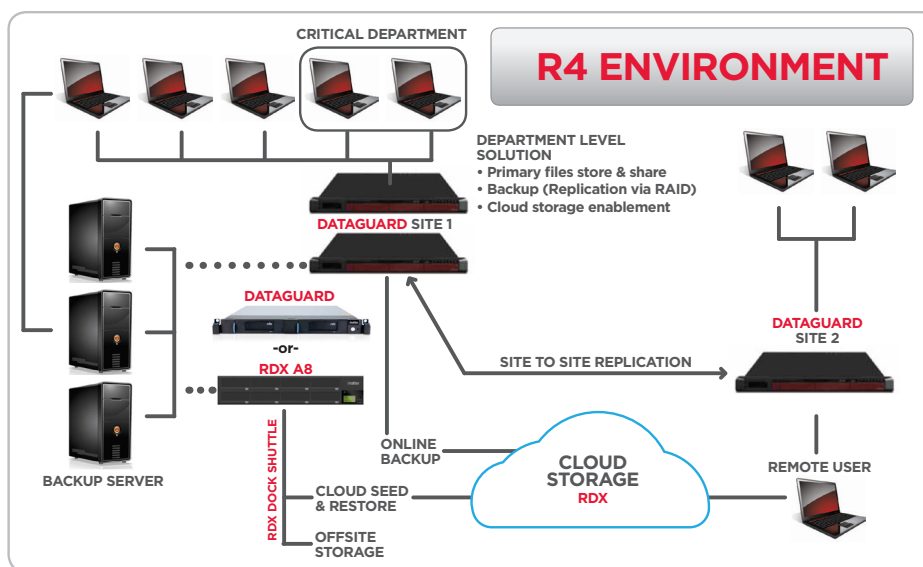 CRITICAL DEPARTMENT
R4 ENVIRONMENT
DEPARTMENT LEVEL
SOLUTION
• Primary files store & share
• Backup (Replication via RAID)
• Cloud storage enablement
DATAGUARD SITE 1
DATAGUARD
-or-
RDX A8
DATAGUARD
SITE 2
SITE TO SITE REPLICATION
BACKUP SERVER
RDX DOCK SHUTTLE
ONLINE
BACKUP
CLOUD SEED
& RESTORE
OFFSITE
STORAGE
CLOUD
STORAGE
RDX
REMOTE USER